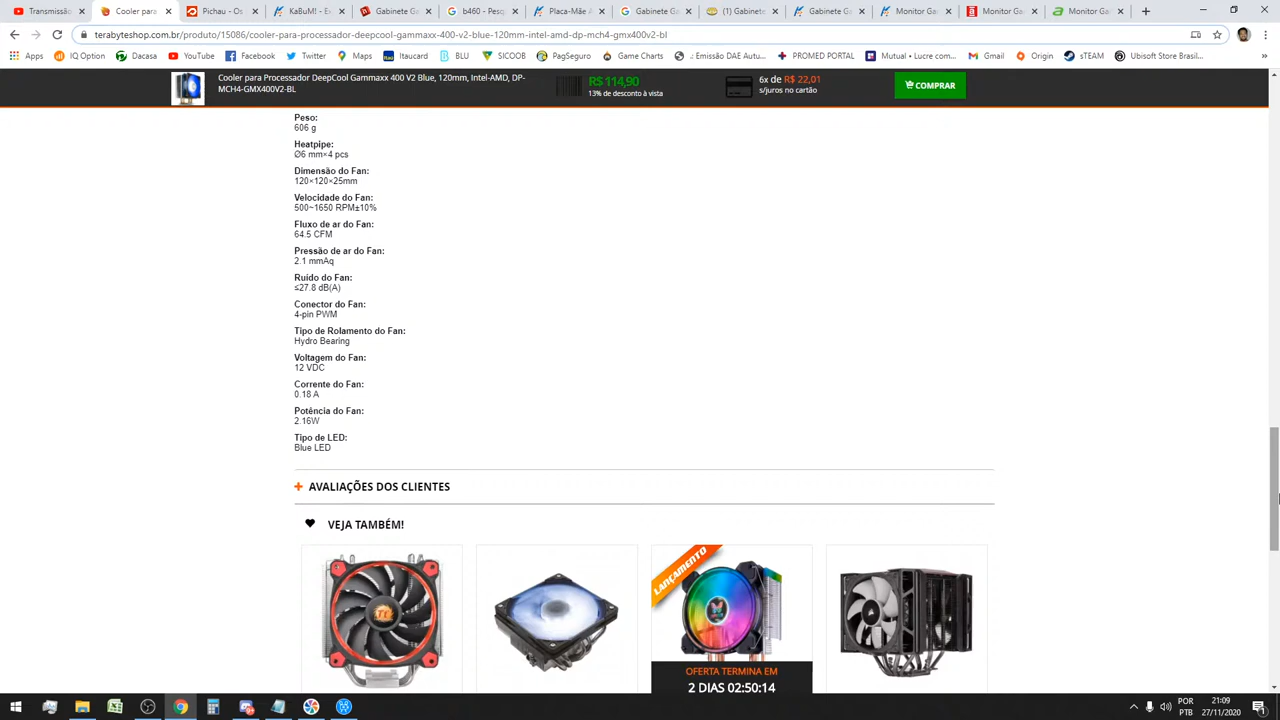 Transmissão
Cooler para
Pichau - Os
KaBuM! - E
Gabinete G
b460 - Pesq
Placa-Mãe A
Gabinete Ga
(1) Gabinete
Gabinete G
Monitor Ga
Monitor Ga
Monitor Ga
terabyteshop.com.br/produto/15086/cooler-para-processador-deepcool-gammaxx-400-v2-blue-120mm-intel-amd-dp-mch4-gmx400v2-bl
Apps
IQ Option
Dacasa
YouTube
Facebook
Twitter
Maps
Itaucard
BLU
SICOOB
PagSeguro
Game Charts
.: Emissão DAE Autu...
PROMED PORTAL
Mutual • Lucre com...
Gmail
Origin
sTEAM
Ubisoft Store Brasil...
»
Cooler para Processador DeepCool Gammaxx 400 V2 Blue, 120mm, Intel-AMD, DP-
MCH4-GMX400V2-BL
R$ 114,90
13% de desconto à vista
6x de R$ 22,01
s/juros no cartão
COMPRAR
Peso:
606 g
Heatpipe:
Ø6 mm×4 pcs
Dimensão do Fan:
120×120×25mm
Velocidade do Fan:
500~1650 RPM±10%
Fluxo de ar do Fan:
64.5 CFM
Pressão de ar do Fan:
2.1 mmAq
Ruído do Fan:
≤27.8 dB(A)
Conector do Fan:
4-pin PWM
Tipo de Rolamento do Fan:
Hydro Bearing
Voltagem do Fan:
12 VDC
Corrente do Fan:
0.18 A
Potência do Fan:
2.16W
Tipo de LED:
Blue LED
AVALIAÇÕES DOS CLIENTES
VEJA TAMBÉM!
LANÇAMENTO
OFERTA TERMINA EM
2 DIAS 02:50:14
POR
PTB
21:09
27/11/2020